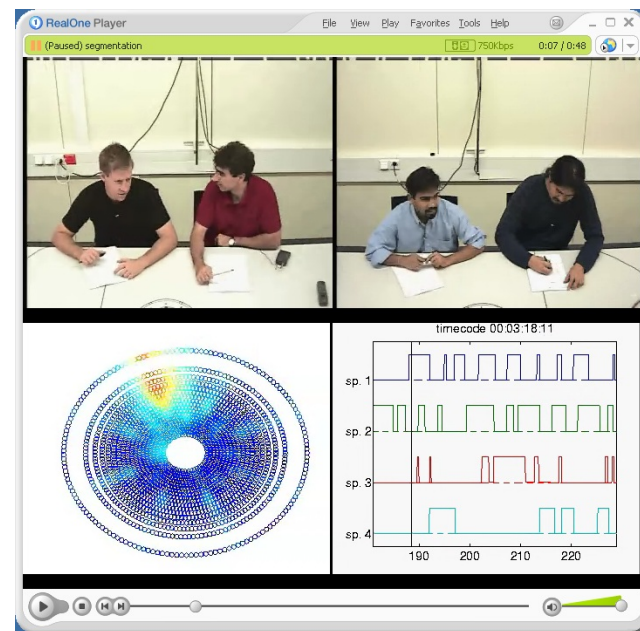 RealOne Player File View Play Favorites Tools Help
(Paused) segmentation 750Kbps 0:07 / 0:48
timecode 00:03:18:11
sp. 1
sp. 2
sp. 3
sp. 4
190 200 210 220